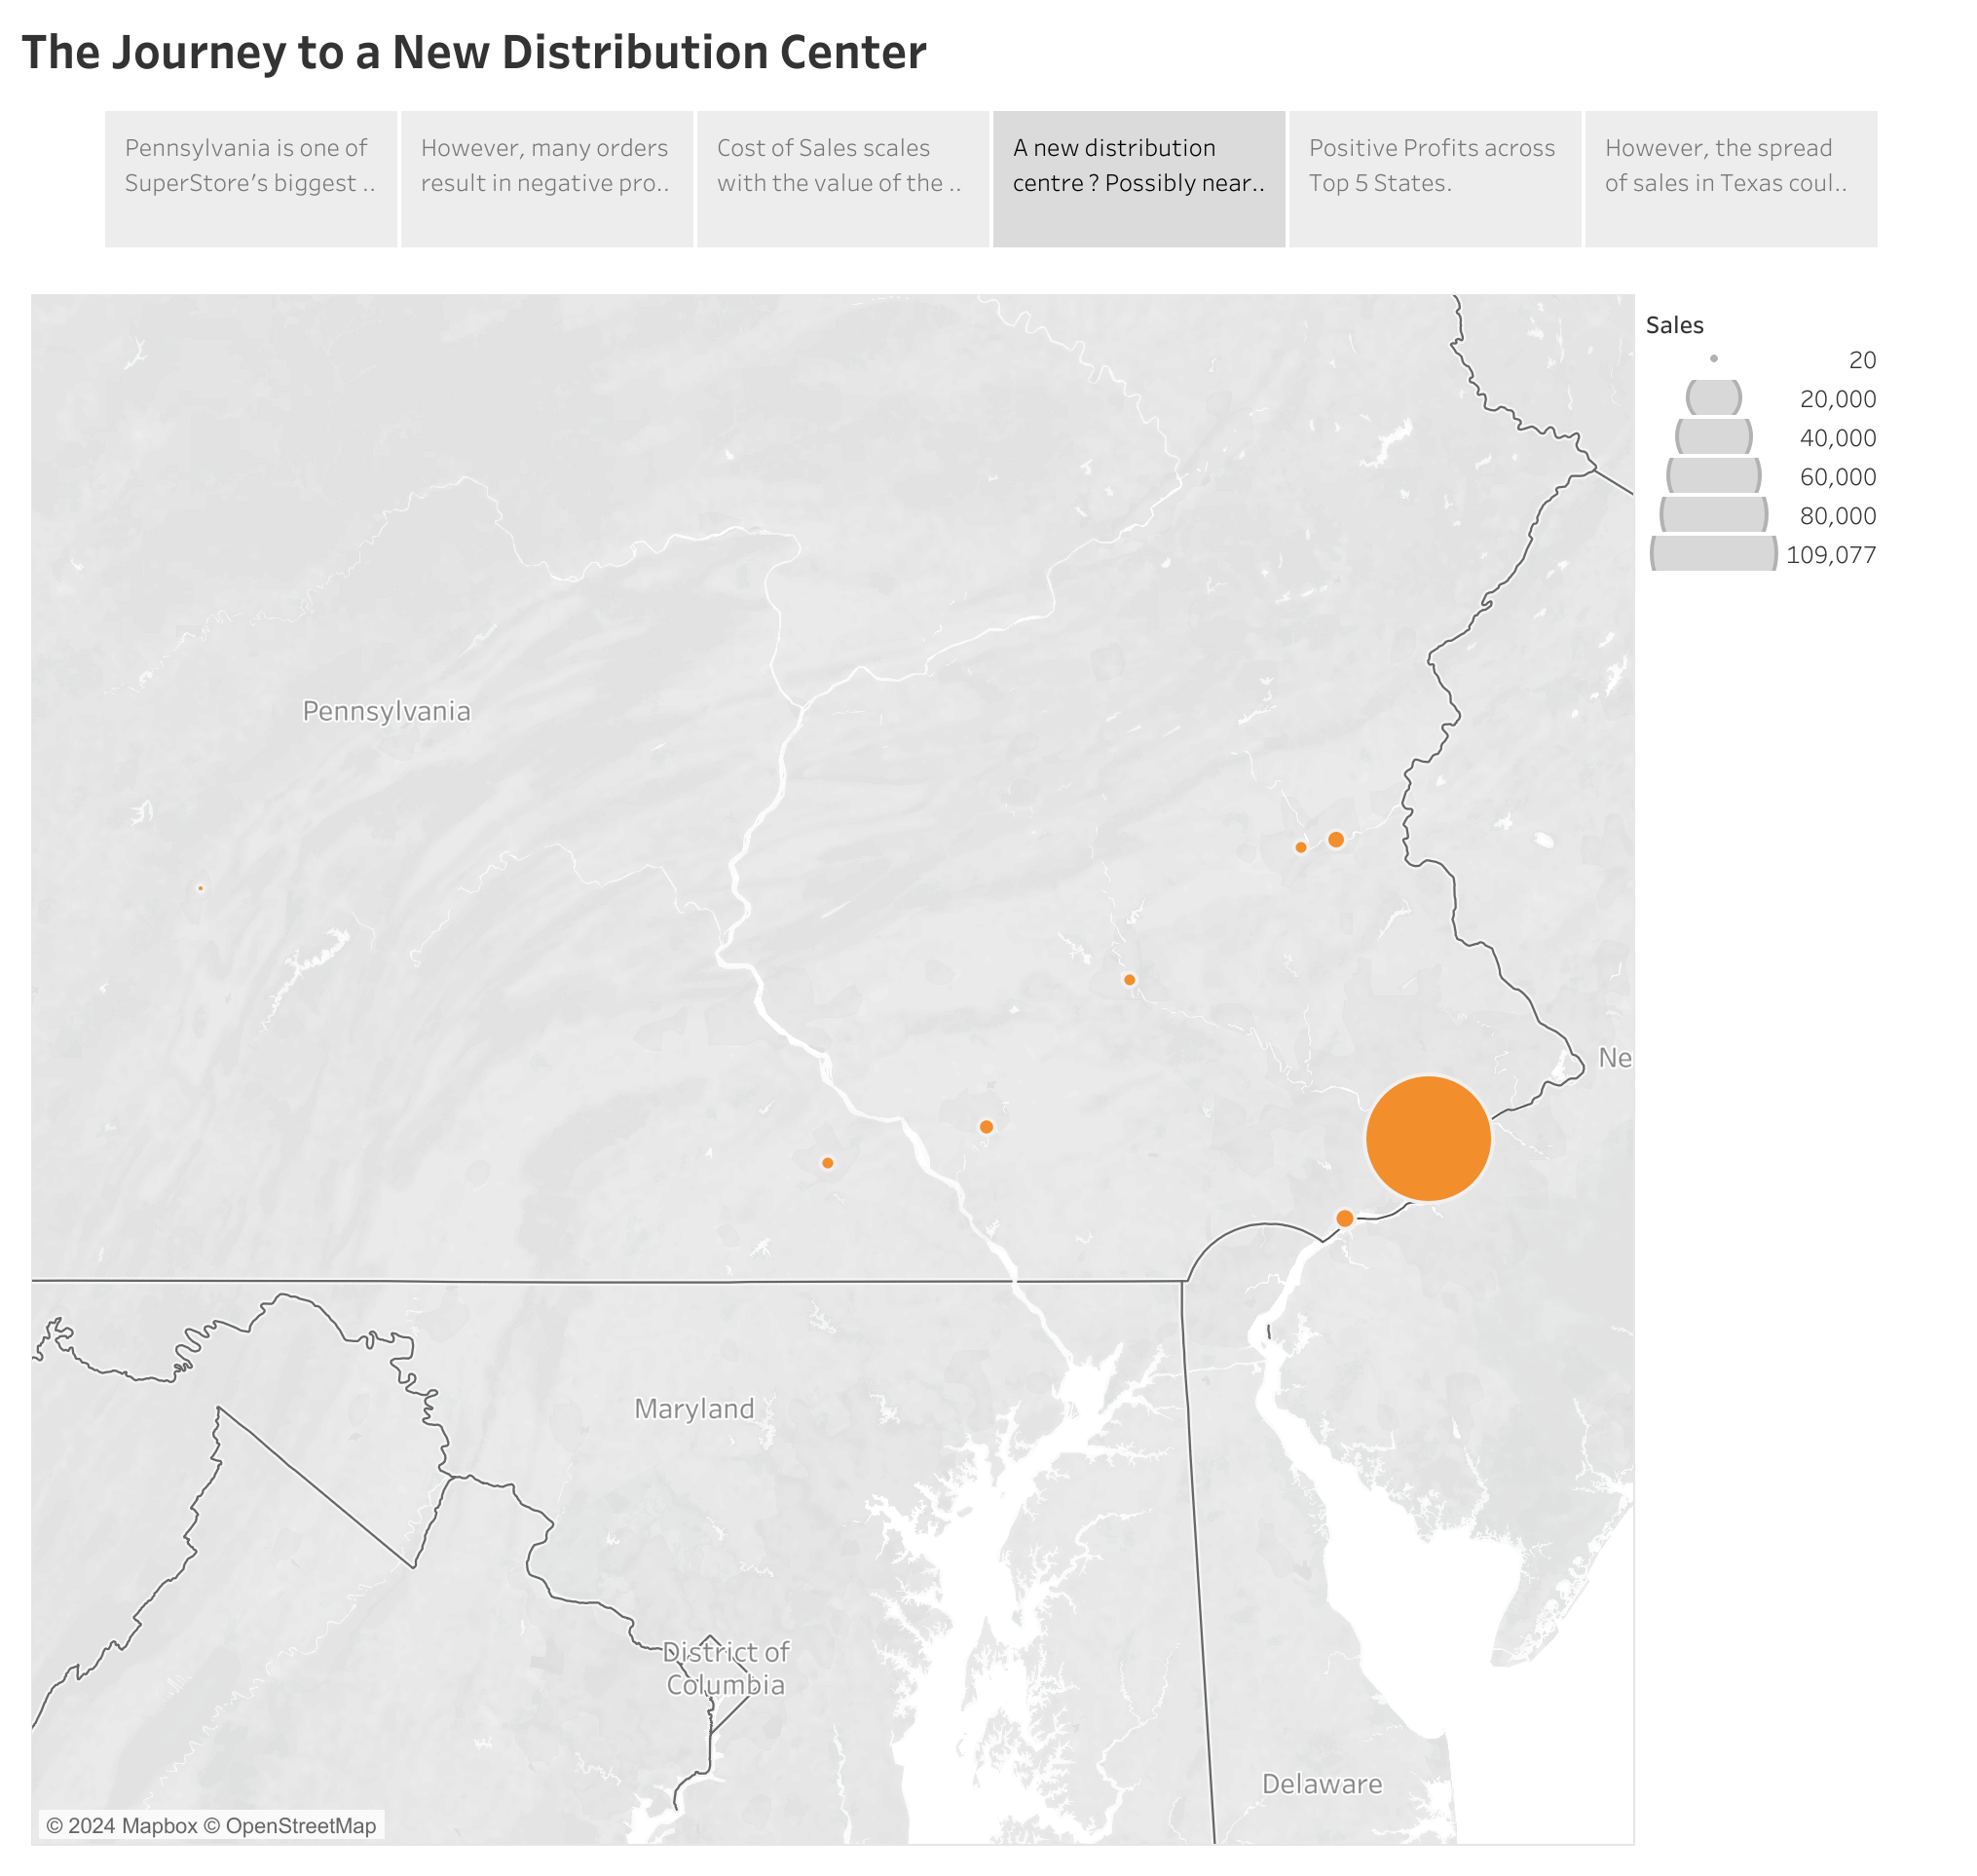 The Journey to a New Distribution Center
Pennsylvania is one of
SuperStore's biggest ..
However, many orders
result in negative pro..
Cost of Sales scales
with the value of the ..
A new distribution
centre ? Possibly near..
Positive Profits across
Top 5 States.
However, the spread
of sales in Texas coul..
Sales
20
20,000
40,000
60,000
80,000
109,077
Pennsylvania
Ne
Maryland
District of
Columbia
Delaware
© 2024 Mapbox © OpenStreetMap